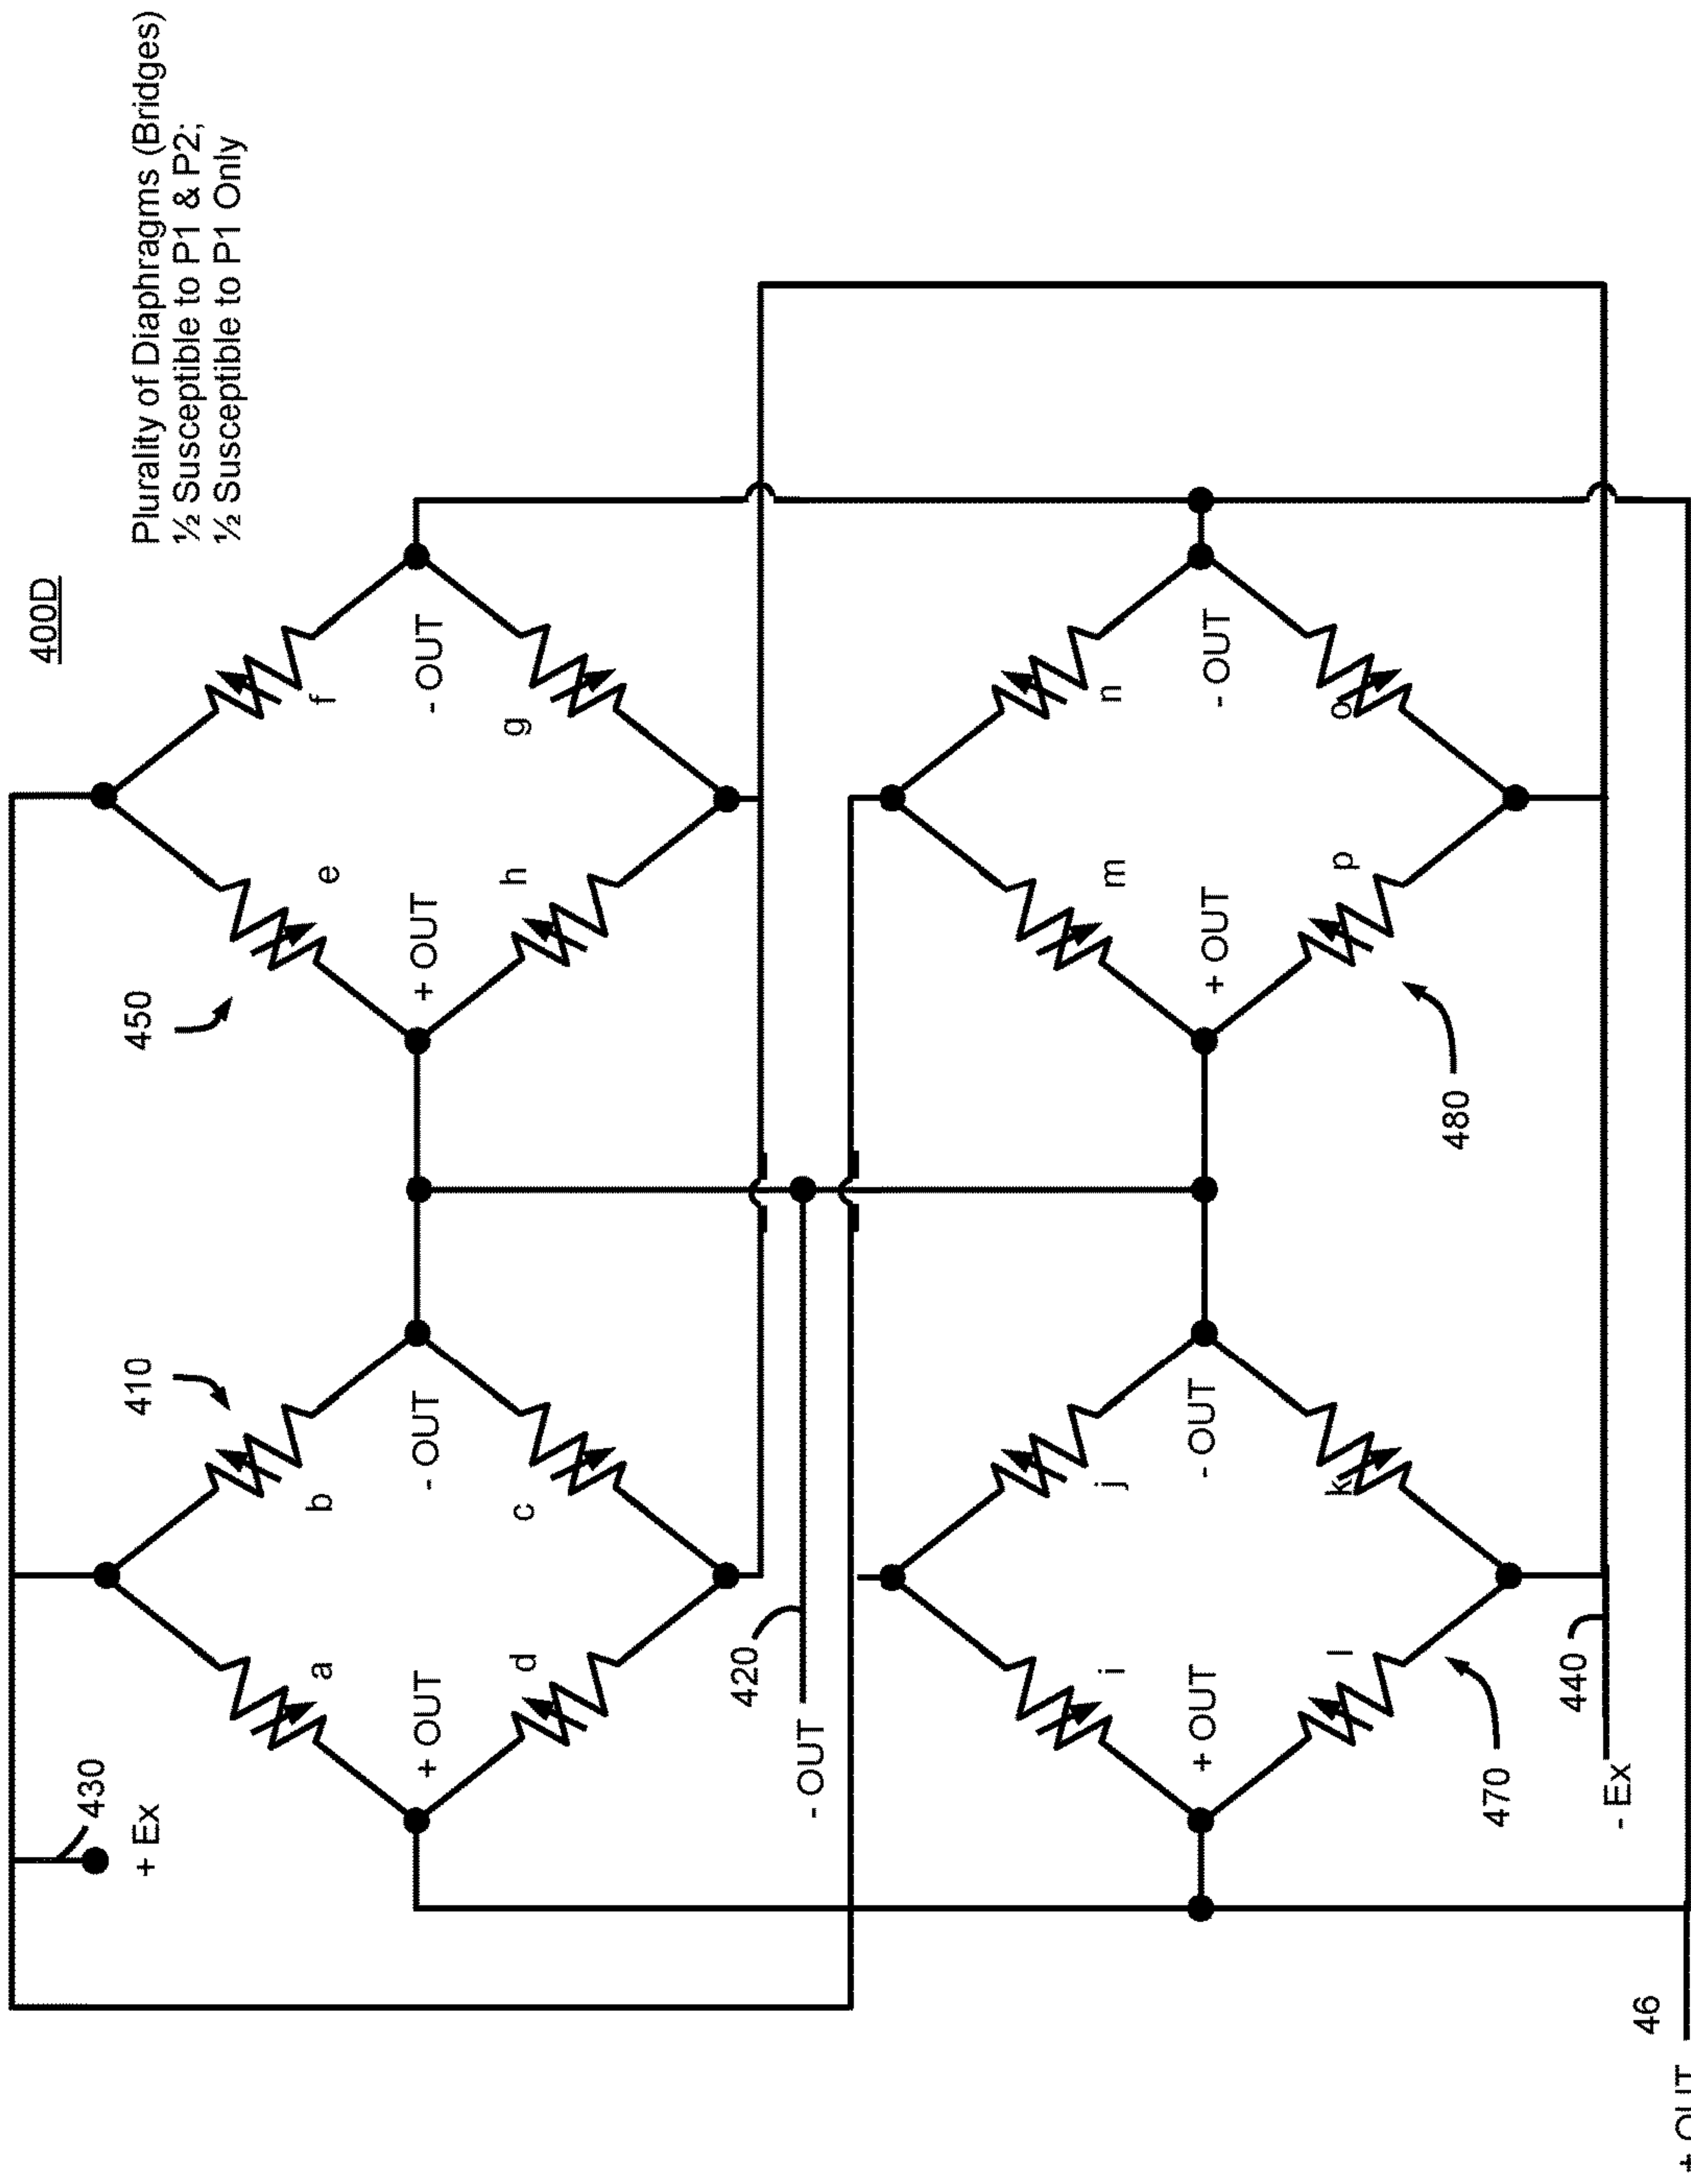 400D
Plurality of Diaphragms (Bridges)
½ Susceptible to P1 & P2;
½ Susceptible to P1 Only
430
+ Ex
410
450
a
b
e
f
+ OUT
- OUT
+ OUT
- OUT
d
c
h
g
420
- OUT
i
j
m
n
+ OUT
- OUT
+ OUT
- OUT
l
k
p
o
470
480
440
- Ex
46
+ OUT